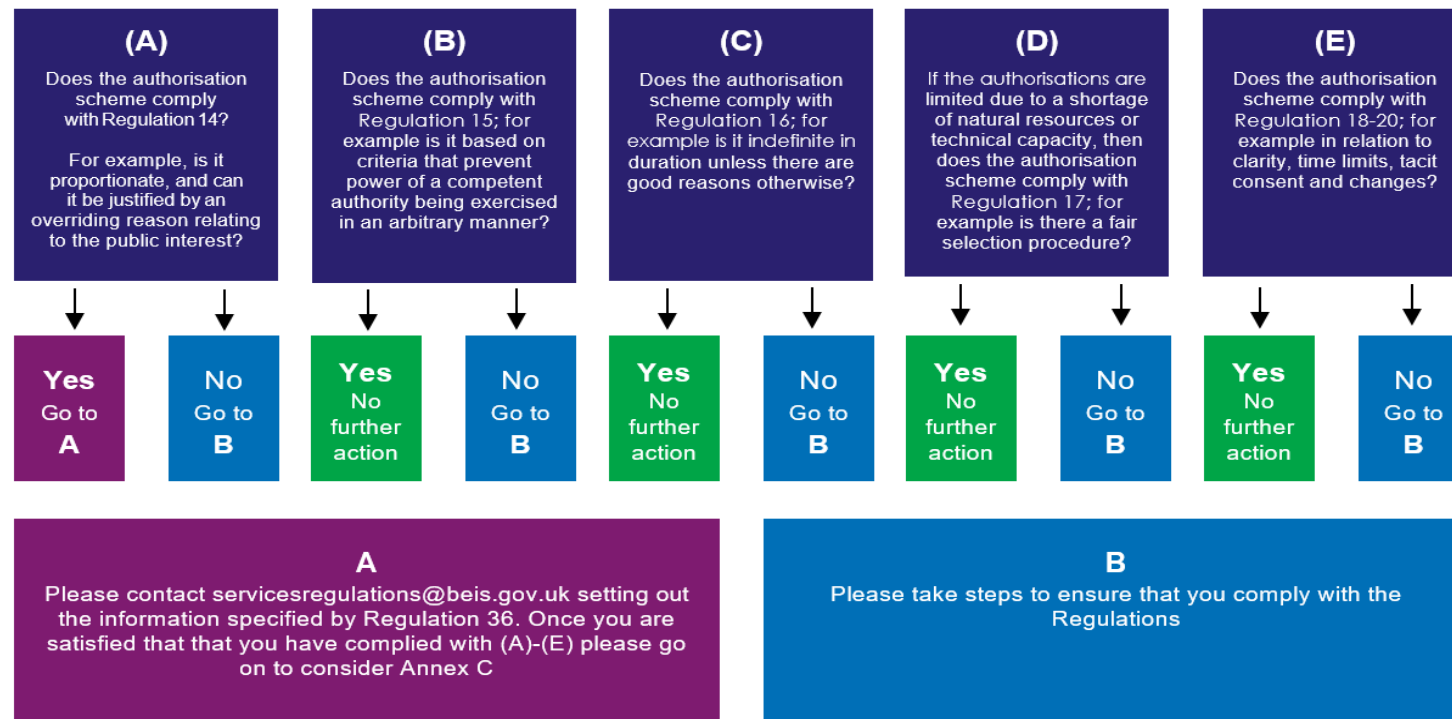 (A)
Does the authorisation
scheme comply
with Regulation 14?
For example, is it
proportionate, and can
it be justified by an
overriding reason relating
to the public interest?
(B)
Does the authorisation
scheme comply with
Regulation 15; for
example is it based on
criteria that prevent
power of a competent
authority being exercised
in an arbitrary manner?
(C)
Does the authorisation
scheme comply with
Regulation 16; for
example is it indefinite in
duration unless there are
good reasons otherwise?
(D)
If the authorisations are
limited due to a shortage
of natural resources or
technical capacity, then
does the authorisation
scheme comply with
Regulation 17; for
example is there a fair
selection procedure?
(E)
Does the authorisation
scheme comply with
Regulation 18-20; for
example in relation to
clarity, time limits, tacit
consent and changes?
Yes
Go to
A
No
Go to
B
Yes
No
further
action
No
Go to
B
Yes
No
further
action
No
Go to
B
Yes
No
further
action
No
Go to
B
Yes
No
further
action
No
Go to
B
A
Please contact servicesregulations@beis.gov.uk setting out
the information specified by Regulation 36. Once you are
satisfied that that you have complied with (A)-(E) please go
on to consider Annex C
B
Please take steps to ensure that you comply with the
Regulations